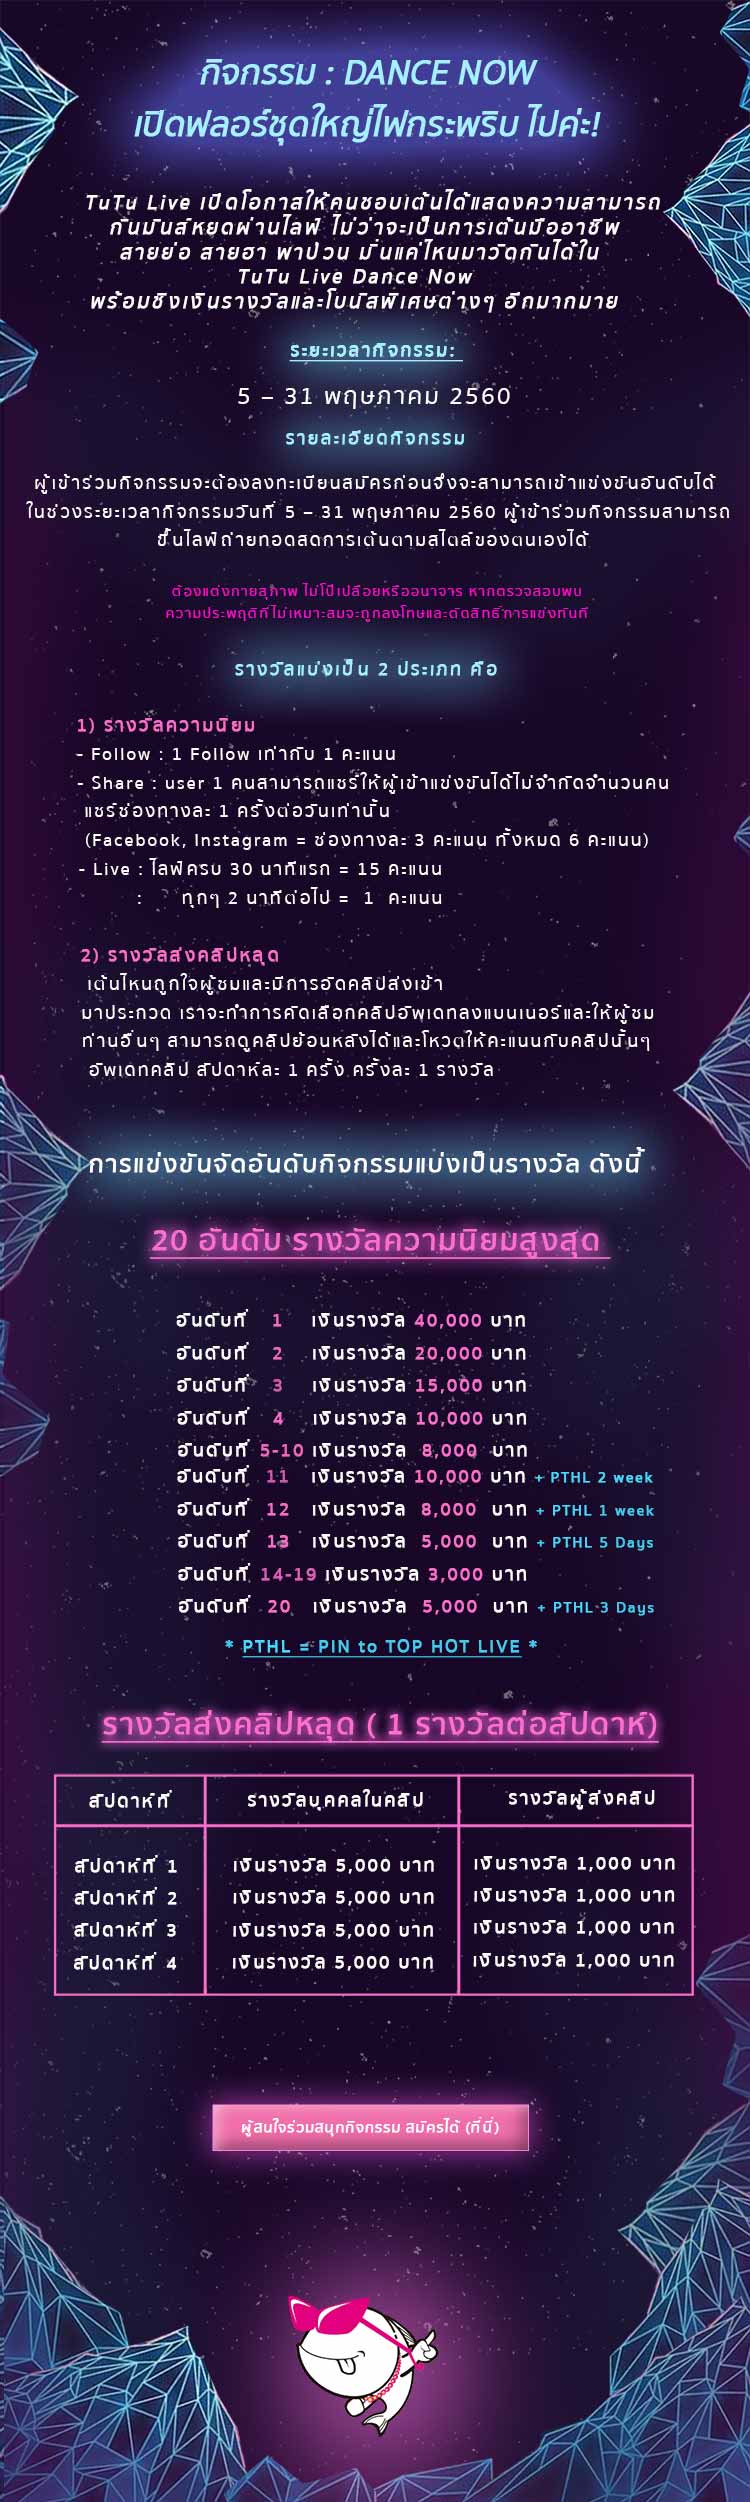 กิจกรรม : DANCE NOW
เปิดฟลอร์ชุดใหญ่ไฟกระพริบ ไปค่ะ!
TuTu Live เปิดโอกาสให้คนชอบเต้นได้แสดงความสามารถ
กันมันส์หยดผ่านไลฟ์ ไม่ว่าจะเป็นการเต้นมืออาชีพ
สายย่อ สายฮา พาป่วน มั่นแค่ไหนมาวัดกันได้ใน
TuTu Live Dance Now
พร้อมชิงเงินรางวัลและโบนัสพิเศษต่างๆ อีกมากมาย
ระยะเวลากิจกรรม:
5 – 31 พฤษภาคม 2560
รายละเอียดกิจกรรม
ผู้เข้าร่วมกิจกรรมจะต้องลงทะเบียนสมัครก่อนจึงจะสามารถเข้าแข่งขันอันดับได้
ในช่วงระยะเวลากิจกรรมวันที่ 5 – 31 พฤษภาคม 2560 ผู้เข้าร่วมกิจกรรมสามารถ
ขึ้นไลฟ์ถ่ายทอดสดการเต้นตามสไตล์ของตนเองได้
ต้องแต่งกายสุภาพ ไม่โป๊เปลือยหรืออนาจาร หากตรวจสอบพบ
ความประพฤติที่ไม่เหมาะสมจะถูกลงโทษและตัดสิทธิ์การแข่งทันที
รางวัลแบ่งเป็น 2 ประเภท คือ
1) รางวัลความนิยม
- Follow : 1 Follow เท่ากับ 1 คะแนน
- Share : user 1 คนสามารถแชร์ให้ผู้เข้าแข่งขันได้ไม่จำกัดจำนวนคน
แชร์ช่องทางละ 1 ครั้งต่อวันเท่านั้น
(Facebook, Instagram = ช่องทางละ 3 คะแนน ทั้งหมด 6 คะแนน)
- Live : ไลฟ์ครบ 30 นาทีแรก = 15 คะแนน
: ทุกๆ 2 นาทีต่อไป = 1 คะแนน
2) รางวัลส่งคลิปหลุด
เต้นไหนถูกใจผู้ชมและมีการอัดคลิปส่งเข้า
มาประกวด เราจะทำการคัดเลือกคลิปอัพเดทลงแบนเนอร์และให้ผู้ชม
ท่านอื่นๆ สามารถดูคลิปย้อนหลังได้และโหวตให้คะแนนกับคลิปนั้นๆ
อัพเดทคลิป สัปดาห์ละ 1 ครั้ง ครั้งละ 1 รางวัล
การแข่งขันจัดอันดับกิจกรรมแบ่งเป็นรางวัล ดังนี้
20 อันดับ รางวัลความนิยมสูงสุด
อันดับที่ 1 เงินรางวัล 40,000 บาท
อันดับที่ 2 เงินรางวัล 20,000 บาท
อันดับที่ 3 เงินรางวัล 15,000 บาท
อันดับที่ 4 เงินรางวัล 10,000 บาท
อันดับที่ 5-10 เงินรางวัล 8,000 บาท
อันดับที่ 11 เงินรางวัล 10,000 บาท + PTHL 2 week
อันดับที่ 12 เงินรางวัล 8,000 บาท + PTHL 1 week
อันดับที่ 13 เงินรางวัล 5,000 บาท + PTHL 5 Days
อันดับที่ 14-19 เงินรางวัล 3,000 บาท
อันดับที่ 20 เงินรางวัล 5,000 บาท + PTHL 3 Days
* PTHL = PIN to TOP HOT LIVE *
รางวัลส่งคลิปหลุด ( 1 รางวัลต่อสัปดาห์)
สัปดาห์ที่ รางวัลบุคคลในคลิป รางวัลผู้ส่งคลิป
สัปดาห์ที่ 1 เงินรางวัล 5,000 บาท เงินรางวัล 1,000 บาท
สัปดาห์ที่ 2 เงินรางวัล 5,000 บาท เงินรางวัล 1,000 บาท
สัปดาห์ที่ 3 เงินรางวัล 5,000 บาท เงินรางวัล 1,000 บาท
สัปดาห์ที่ 4 เงินรางวัล 5,000 บาท เงินรางวัล 1,000 บาท
ผู้สนใจร่วมสนุกกิจกรรม สมัครได้ (ที่นี่)